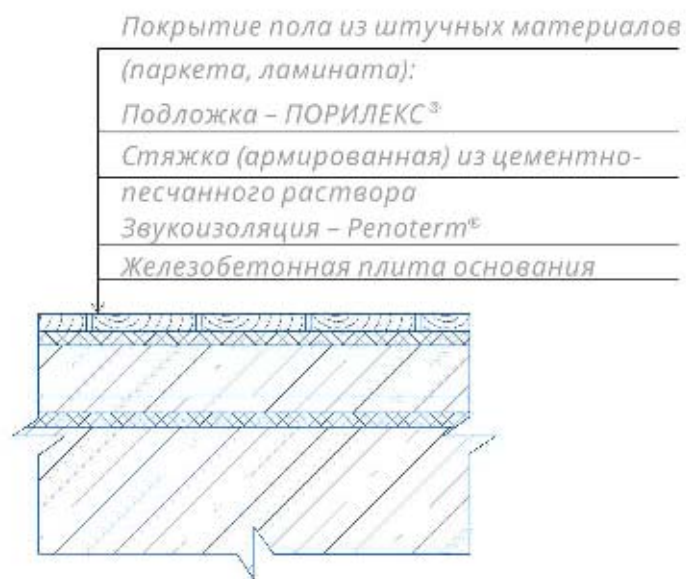 Покрытие пола из штучных материалов
(паркета, ламината):
Подложка – ПОРИЛЕКС®
Стяжка (армированная) из цементно-
песчанного раствора
Звукоизоляция – Penoterm®
Железобетонная плита основания